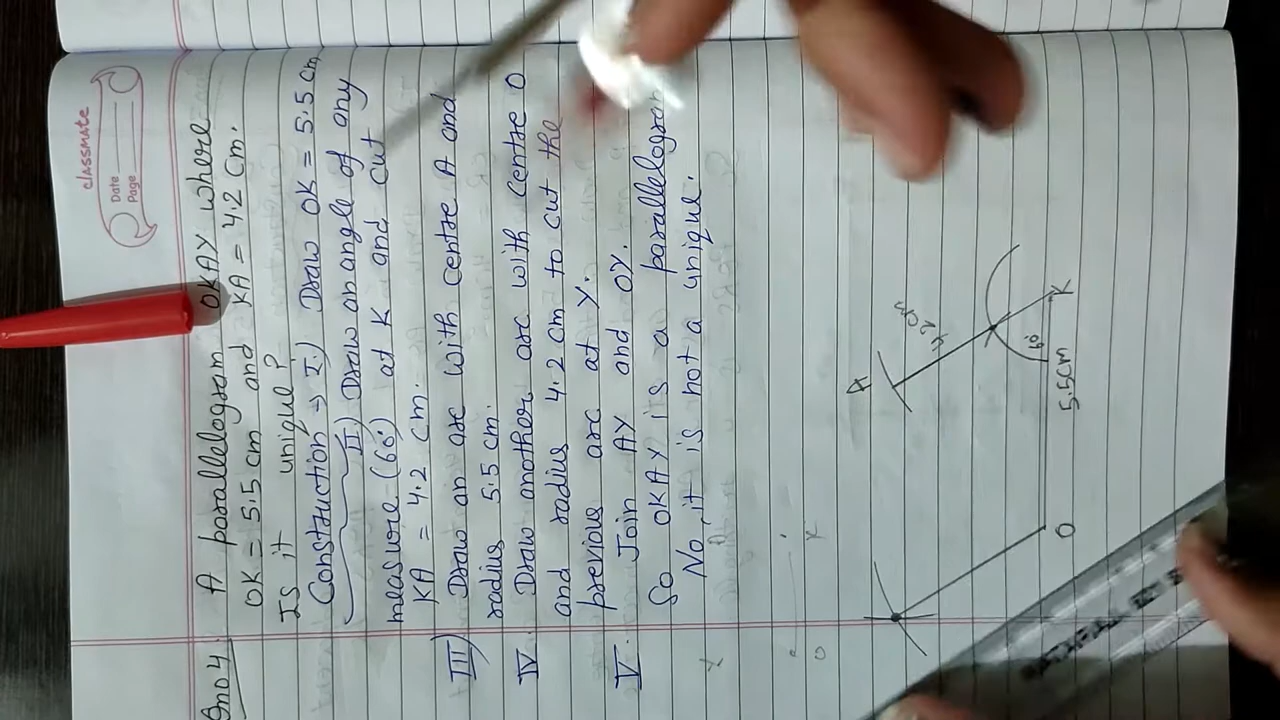 classmate
Date
Page
Qno 4. A parallelogram OKAY where
OK = 5.5 cm and KA = 4.2 cm.
Is it unique?
Construction → I.) Draw OK = 5.5 cm
II) Draw an angle of any
measure (60°) at K and cut
KA = 4.2 cm.
III) Draw an arc with centre A and
radius 5.5 cm.
IV. Draw another arc with centre O
and radius 4.2 cm to cut the
previous arc at Y.
V. Join AY and OY.
So OKAY is a parallelogram
No, it is not a unique.
A
4.2cm
60°
K
O
5.5cm